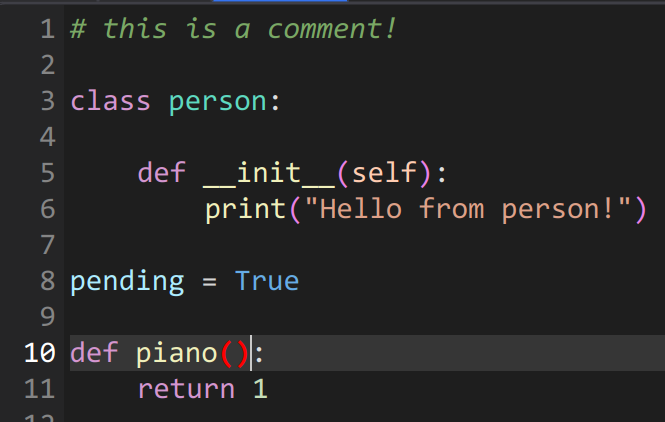 1 # this is a comment!
2
3 class person:
4
5     def __init__(self):
6         print("Hello from person!")
7
8 pending = True
9
10 def piano():
11     return 1
12